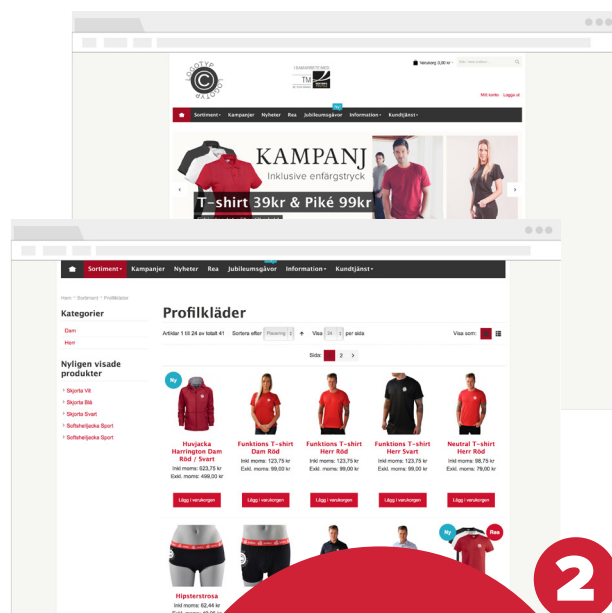 LOGOTYP
C
LOGOTYP
I SAMARBETE MED
TM
Varukorg 0,00 kr
Mitt konto Logga ut
Sortiment Kampanjer Nyheter Rea Jubileumsgåvor Information Kundtjänst
KAMPANJ
Inklusive enfärgstryck
T-shirt 39kr & Piké 99kr
Sortiment Kampanjer Nyheter Rea Jubileumsgåvor Information Kundtjänst
Hem Sortiment Profilkläder
Kategorier
Dam
Herr
Nyligen visade
produkter
Skjorta Vit
Skjorta Blå
Skjorta Svart
Softshelljacka Sport
Softshelljacka Sport
Profilkläder
Artiklar 1 till 24 av totalt 41 Sortera efter Placering Visa 24 per sida Visa som:
Sida: 2
Ny
Huvjacka
Harrington Dam
Röd / Svart
Inkl moms: 623,75 kr
Exkl. moms: 499,00 kr
Lägg i varukorgen
Funktions T-shirt
Dam Röd
Inkl moms: 123,75 kr
Exkl. moms: 99,00 kr
Lägg i varukorgen
Funktions T-shirt
Herr Röd
Inkl moms: 123,75 kr
Exkl. moms: 99,00 kr
Lägg i varukorgen
Funktions T-shirt
Herr Svart
Inkl moms: 123,75 kr
Exkl. moms: 99,00 kr
Lägg i varukorgen
Neutral T-shirt
Herr Röd
Inkl moms: 98,75 kr
Exkl. moms: 79,00 kr
Lägg i varukorgen
Hipsterstrosa
Inkl moms: 62,44 kr
Ny
Rea
2